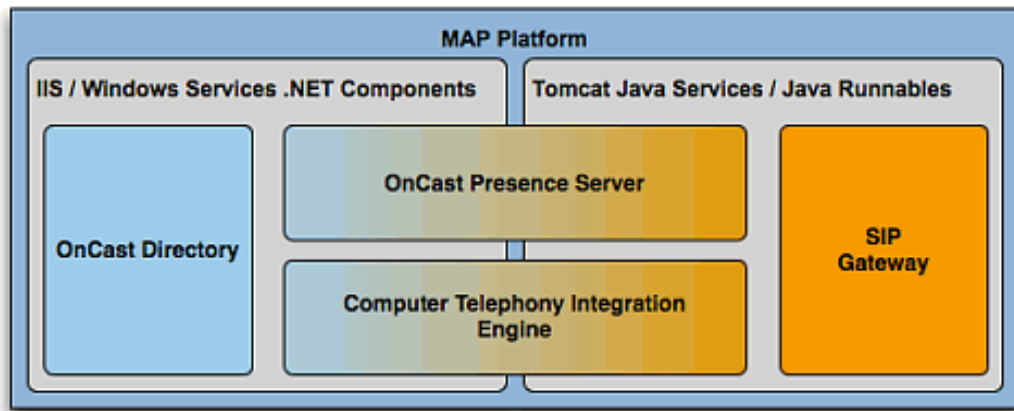 MAP Platform
IIS / Windows Services .NET Components
Tomcat Java Services / Java Runnables
OnCast Directory
OnCast Presence Server
Computer Telephony Integration
Engine
SIP
Gateway